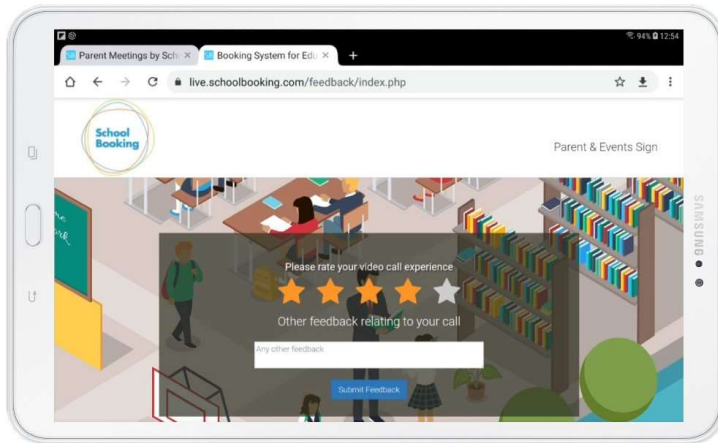 94% 12:54
Parent Meetings by Scho
Booking System for Edu
live.schoolbooking.com/feedback/index.php
School
Booking
Parent & Events Sign
Please rate your video call experience
Other feedback relating to your call
Any other feedback
Submit Feedback
SAMSUNG